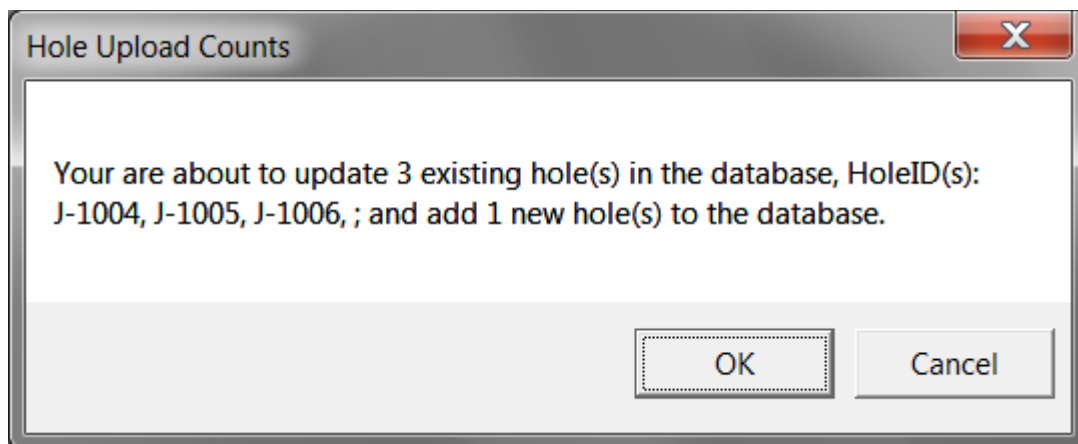 Hole Upload Counts
Your are about to update 3 existing hole(s) in the database, HoleID(s):
J-1004, J-1005, J-1006, ; and add 1 new hole(s) to the database.
OK
Cancel